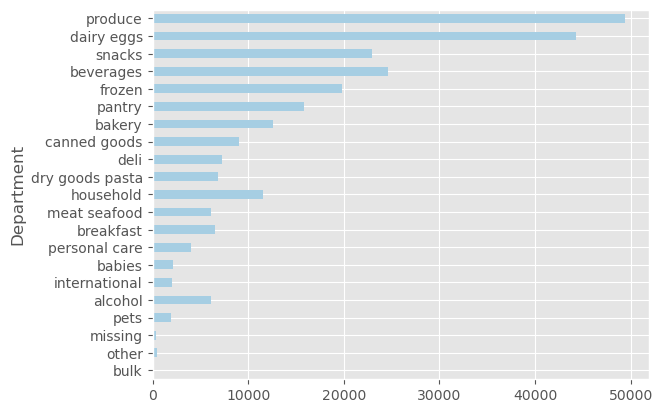 produce
dairy eggs
snacks
beverages
frozen
pantry
bakery
canned goods
deli
dry goods pasta
household
meat seafood
breakfast
personal care
babies
international
alcohol
pets
missing
other
bulk
Department
0 10000 20000 30000 40000 50000